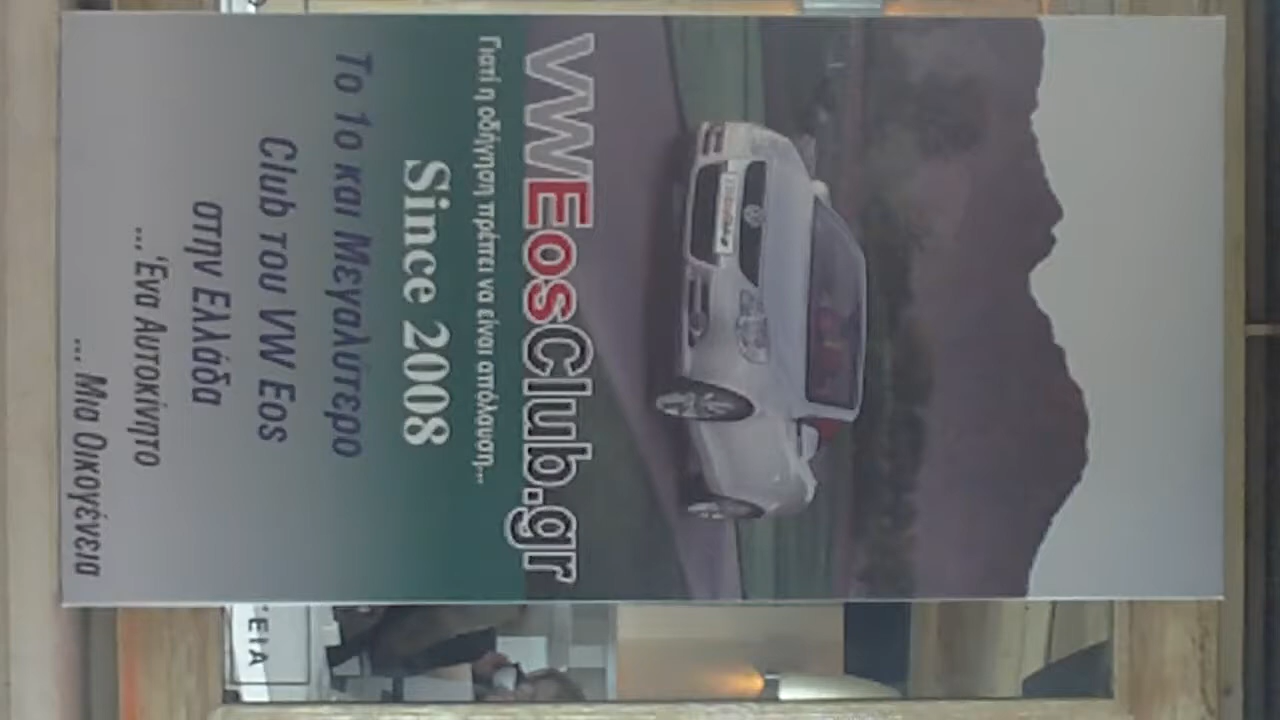 VWEosClub.gr
Γιατί η οδήγηση πρέπει να είναι απόλαυση...
Since 2008
Το 1ο και Μεγαλύτερο
Club του VW Eos
στην Ελλάδα
... Ένα Αυτοκίνητο
... Μια Οικογένεια
ΕΙΑ